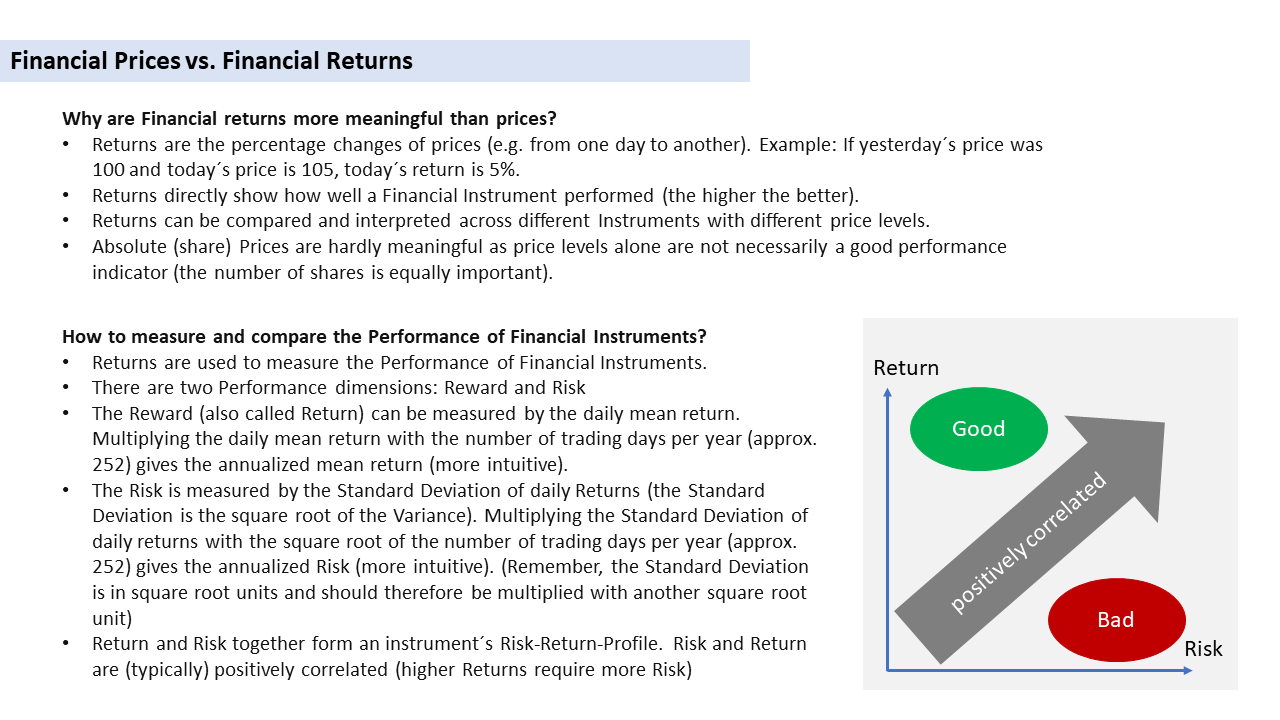 Financial Prices vs. Financial Returns
Why are Financial returns more meaningful than prices?
• Returns are the percentage changes of prices (e.g. from one day to another). Example: If yesterday´s price was
100 and today´s price is 105, today´s return is 5%.
• Returns directly show how well a Financial Instrument performed (the higher the better).
• Returns can be compared and interpreted across different Instruments with different price levels.
• Absolute (share) Prices are hardly meaningful as price levels alone are not necessarily a good performance
indicator (the number of shares is equally important).
How to measure and compare the Performance of Financial Instruments?
• Returns are used to measure the Performance of Financial Instruments.
• There are two Performance dimensions: Reward and Risk
• The Reward (also called Return) can be measured by the daily mean return.
Multiplying the daily mean return with the number of trading days per year (approx.
252) gives the annualized mean return (more intuitive).
• The Risk is measured by the Standard Deviation of daily Returns (the Standard
Deviation is the square root of the Variance). Multiplying the Standard Deviation of
daily returns with the square root of the number of trading days per year (approx.
252) gives the annualized Risk (more intuitive). (Remember, the Standard Deviation
is in square root units and should therefore be multiplied with another square root
unit)
• Return and Risk together form an instrument´s Risk-Return-Profile. Risk and Return
are (typically) positively correlated (higher Returns require more Risk)
Return
Good
positively correlated
Bad
Risk